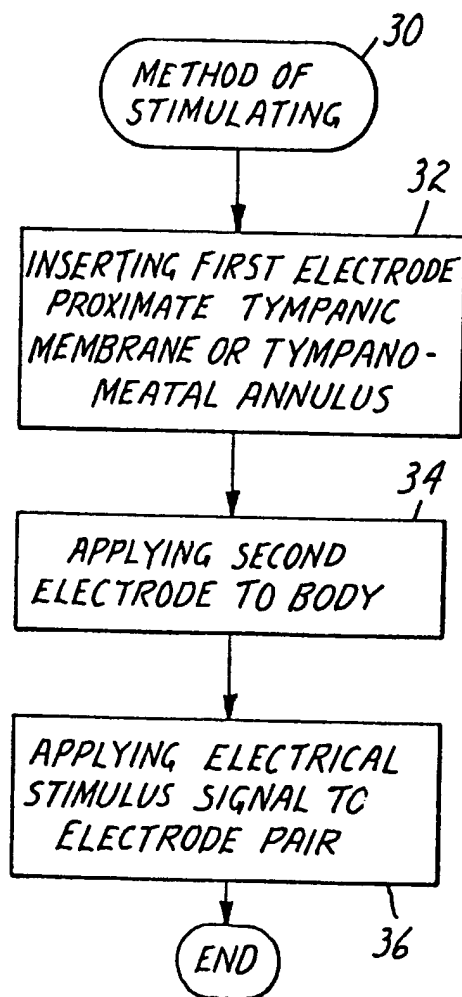 30
METHOD OF
STIMULATING
32
INSERTING FIRST ELECTRODE
PROXIMATE TYMPANIC
MEMBRANE OR TYMPANO-
MEATAL ANNULUS
34
APPLYING SECOND
ELECTRODE TO BODY
APPLYING ELECTRICAL
STIMULUS SIGNAL TO
ELECTRODE PAIR
36
END